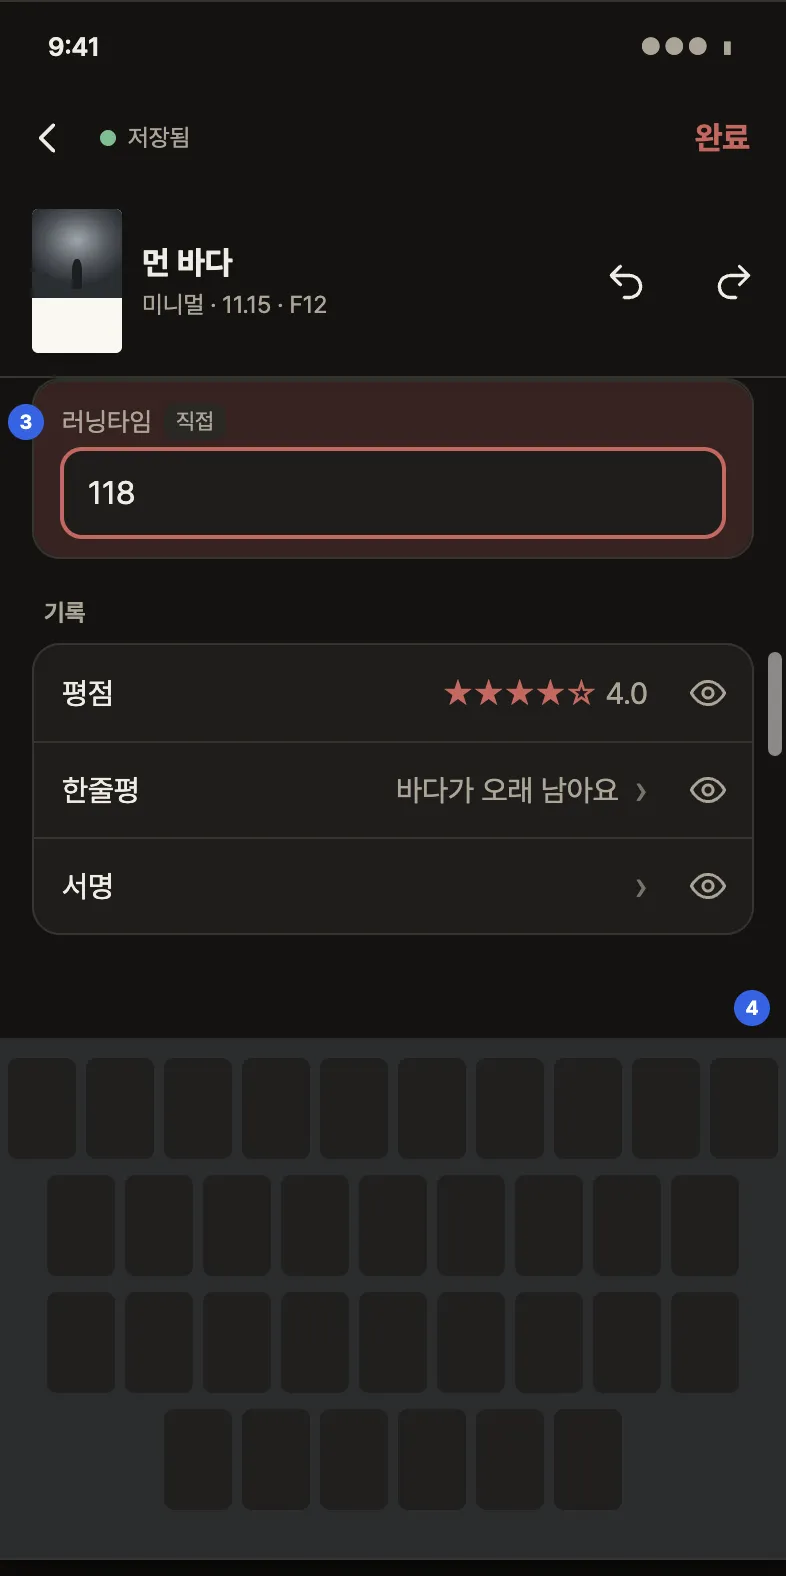 9:41
저장됨
완료
먼 바다
미니멀 · 11.15 · F12
3
러닝타임 직접
118
기록
평점 ★★★★☆ 4.0
한줄평 바다가 오래 남아요 ›
서명 ›
4